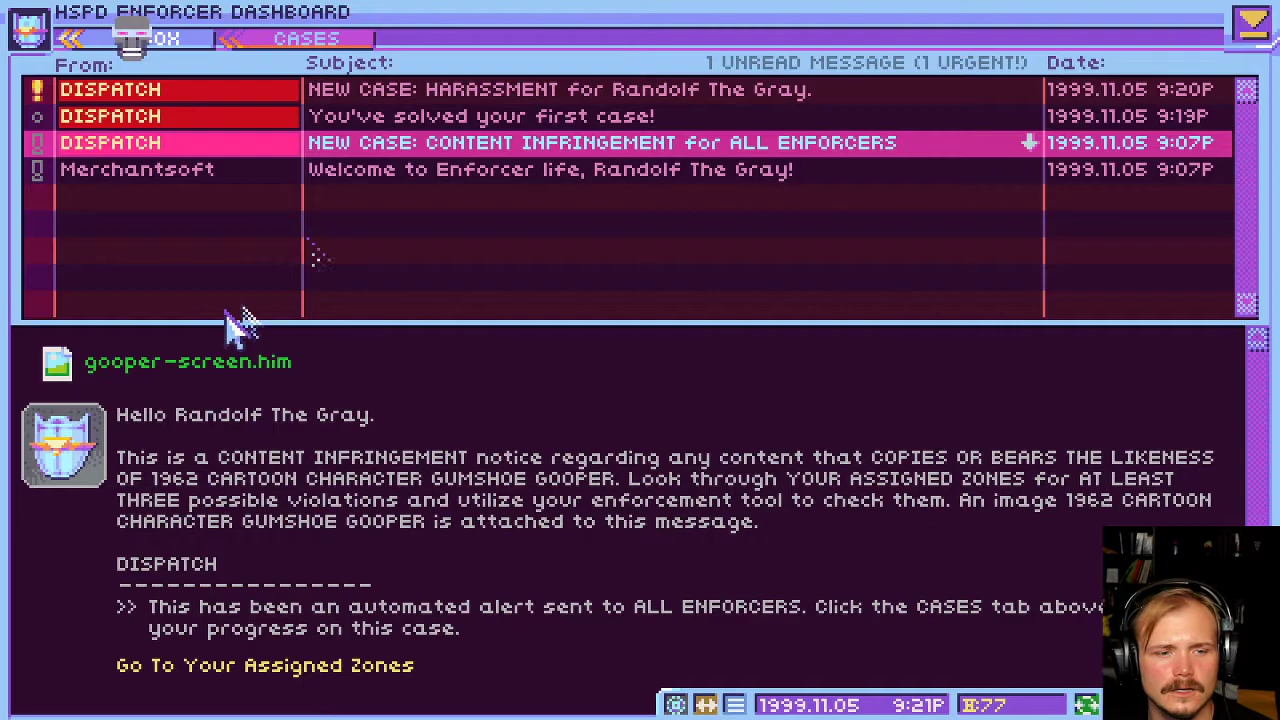 HSPD ENFORCER DASHBOARD
OX
CASES
From:
Subject:
1 UNREAD MESSAGE (1 URGENT!)
Date:
DISPATCH NEW CASE: HARASSMENT for Randolf The Gray. 1999.11.05 9:20P
DISPATCH You've solved your first case! 1999.11.05 9:19P
DISPATCH NEW CASE: CONTENT INFRINGEMENT for ALL ENFORCERS 1999.11.05 9:07P
Merchantsoft Welcome to Enforcer life, Randolf The Gray! 1999.11.05 9:07P
gooper-screen.him
Hello Randolf The Gray.
This is a CONTENT INFRINGEMENT notice regarding any content that COPIES OR BEARS THE LIKENESS
OF 1962 CARTOON CHARACTER GUMSHOE GOOPER. Look through YOUR ASSIGNED ZONES for AT LEAST
THREE possible violations and utilize your enforcement tool to check them. An image 1962 CARTOON
CHARACTER GUMSHOE GOOPER is attached to this message.
DISPATCH
----------------
>> This has been an automated alert sent to ALL ENFORCERS. Click the CASES tab above
your progress on this case.
Go To Your Assigned Zones
1999.11.05 9:21P
77